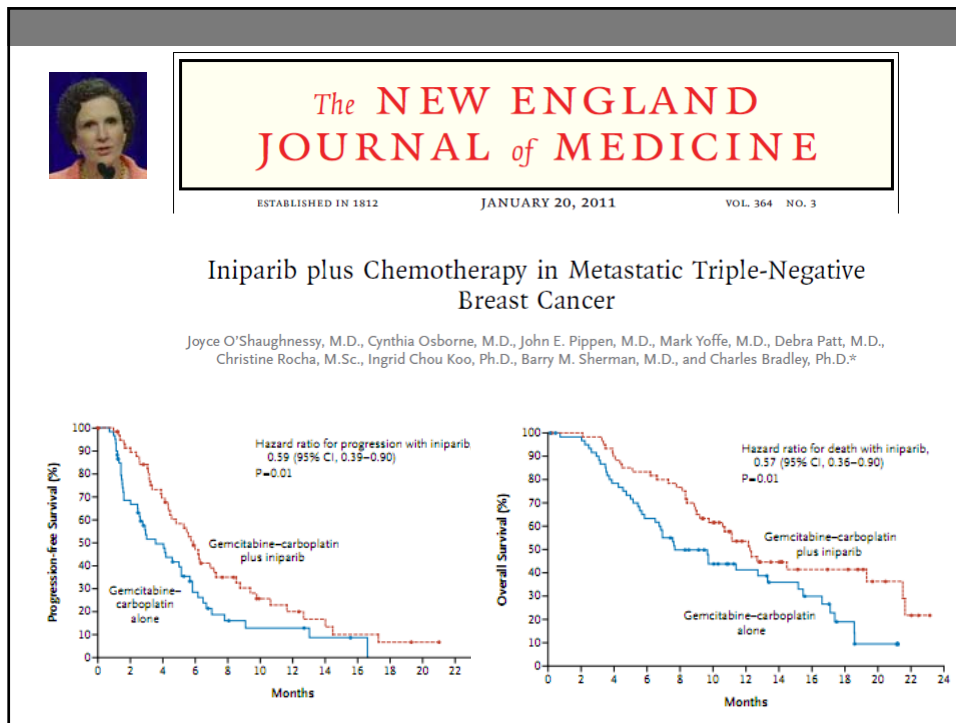 The NEW ENGLAND
JOURNAL of MEDICINE
ESTABLISHED IN 1812 JANUARY 20, 2011 VOL. 364 NO. 3
Iniparib plus Chemotherapy in Metastatic Triple-Negative
Breast Cancer
Joyce O'Shaughnessy, M.D., Cynthia Osborne, M.D., John E. Pippen, M.D., Mark Yoffe, M.D., Debra Patt, M.D.,
Christine Rocha, M.Sc., Ingrid Chou Koo, Ph.D., Barry M. Sherman, M.D., and Charles Bradley, Ph.D.*
Progression-free Survival (%)
100
90
80
70
60
50
40
30
20
10
0
Hazard ratio for progression with iniparib
0.59 (95% CI, 0.39–0.90)
P=0.01
Gemcitabine–carboplatin
plus iniparib
Gemcitabine–
carboplatin
alone
0 2 4 6 8 10 12 14 16 18 20 22
Months
Overall Survival (%)
100
90
80
70
60
50
40
30
20
10
0
Hazard ratio for death with iniparib,
0.57 (95% CI, 0.36–0.90)
P=0.01
Gemcitabine–carboplatin
plus iniparib
Gemcitabine–carboplatin
alone
0 2 4 6 8 10 12 14 16 18 20 22 24
Months